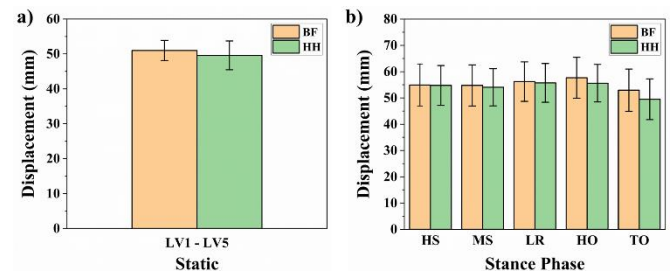 a)
60
50
40
30
20
10
0
Displacement (mm)
BF
HH
LV1 - LV5
Static
b)
80
70
60
50
40
30
20
10
0
Displacement (mm)
BF
HH
HS MS LR HO TO
Stance Phase